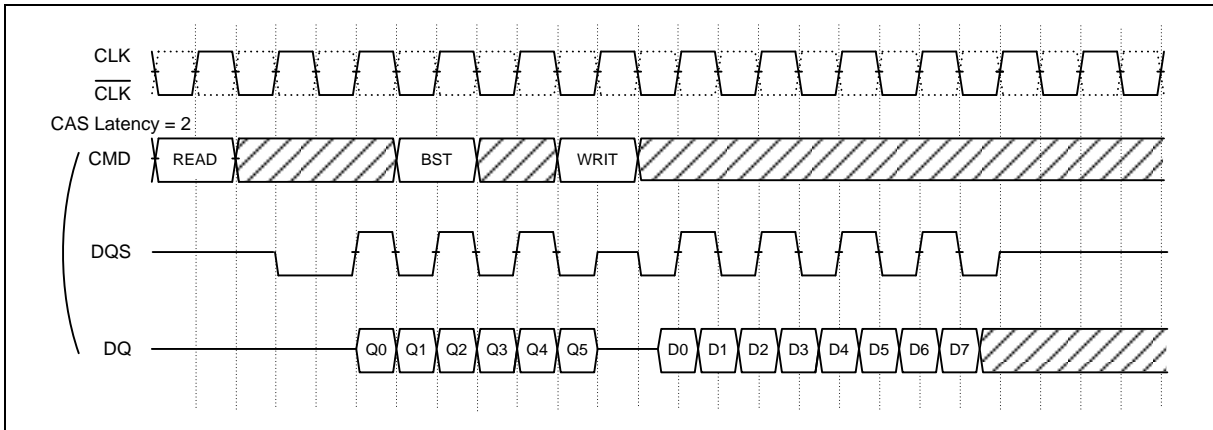 CLK
CLK
CAS Latency = 2
CMD READ BST WRIT
DQS
DQ Q0 Q1 Q2 Q3 Q4 Q5 D0 D1 D2 D3 D4 D5 D6 D7